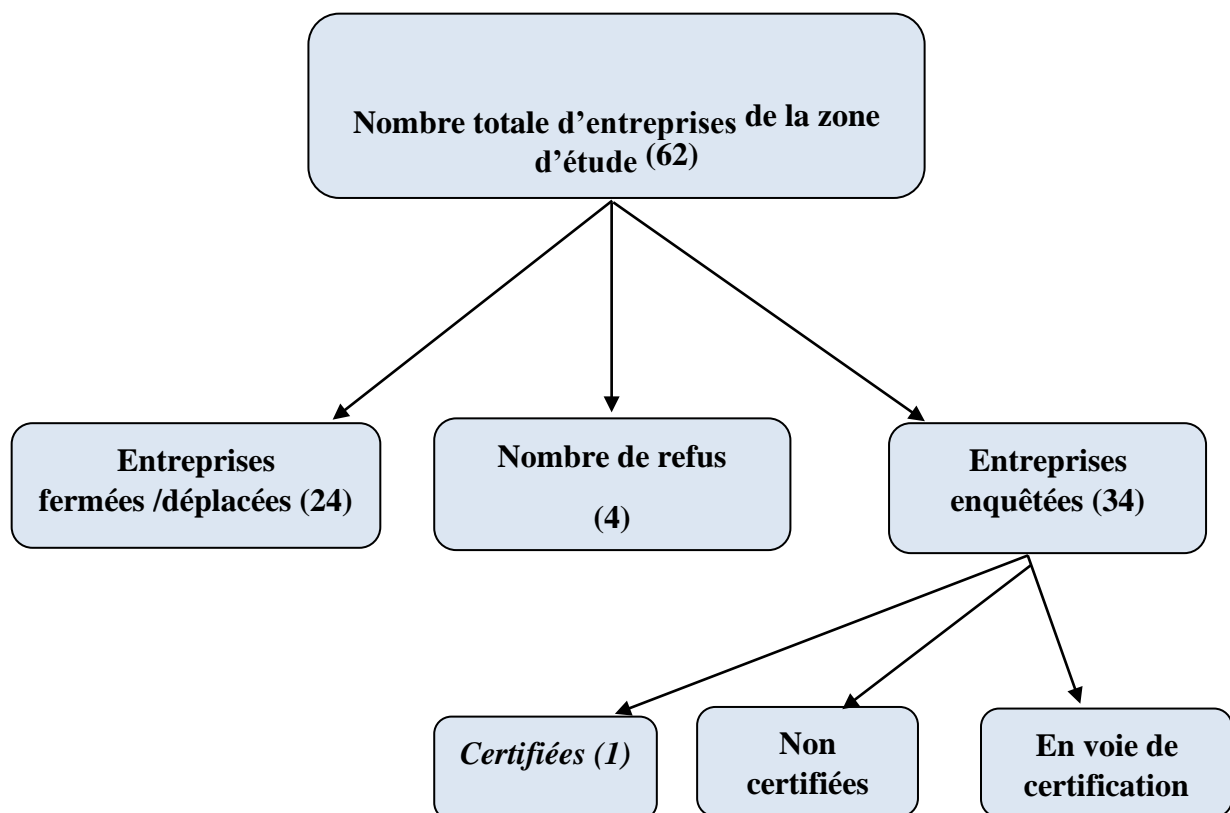 Nombre totale d’entreprises de la zone
d’étude (62)
Entreprises
fermées /déplacées (24)
Nombre de refus
(4)
Entreprises
enquêtées (34)
Certifiées (1)
Non
certifiées
En voie de
certification